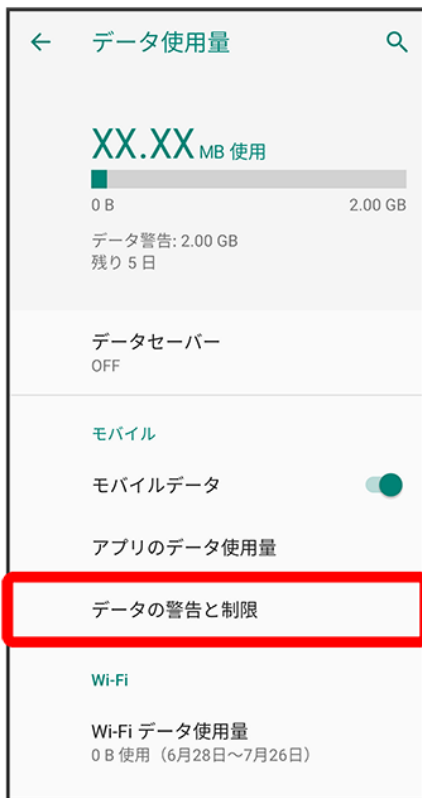 データ使用量
XX.XX MB 使用
0 B 2.00 GB
データ警告: 2.00 GB
残り 5 日
データセーバー
OFF
モバイル
モバイルデータ
アプリのデータ使用量
データの警告と制限
Wi-Fi
Wi-Fi データ使用量
0 B 使用（6月28日～7月26日）